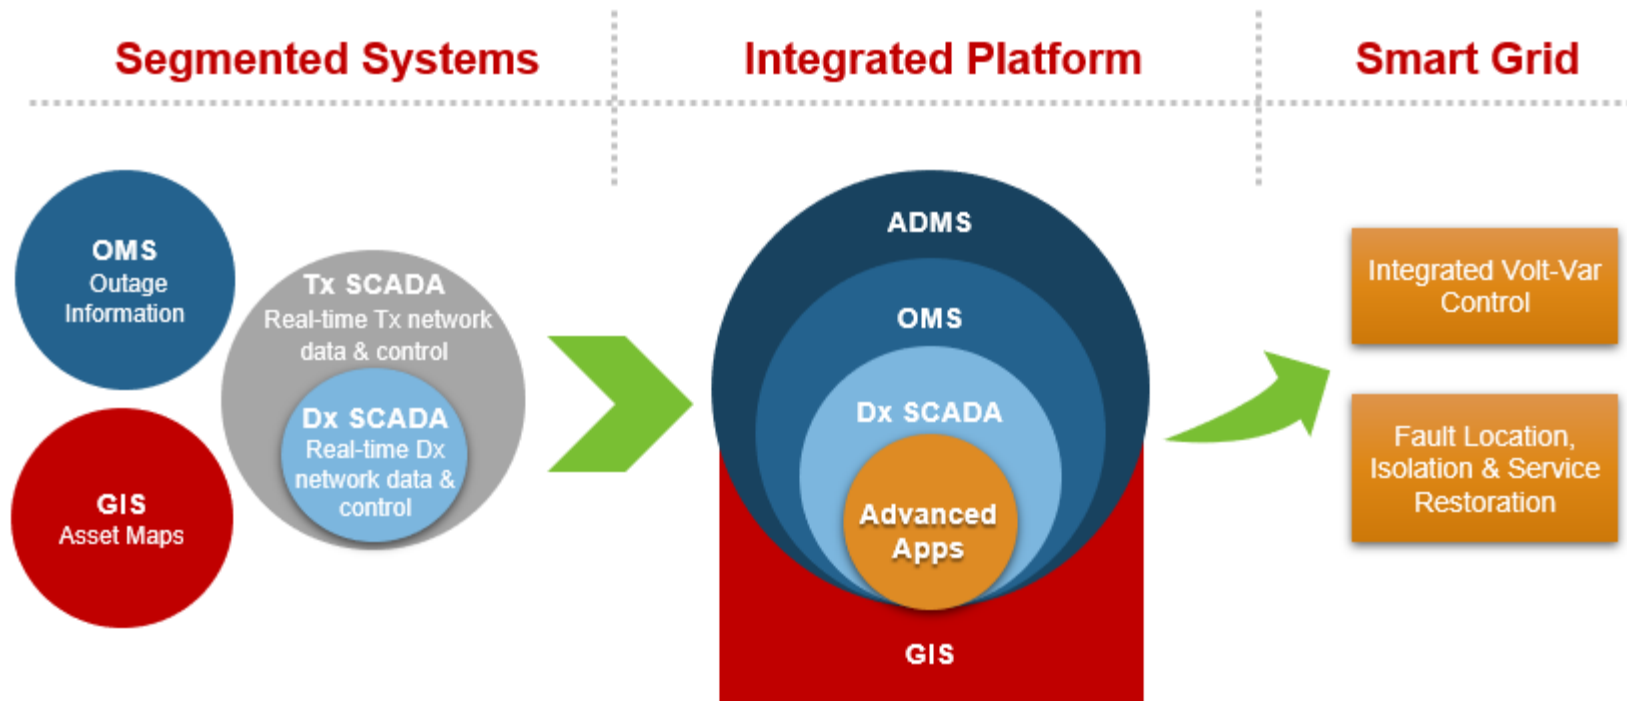 Segmented Systems
Integrated Platform
Smart Grid
OMS
Outage
Information
GIS
Asset Maps
Tx SCADA
Real-time Tx network
data & control
Dx SCADA
Real-time Dx
network data &
control
ADMS
OMS
Dx SCADA
Advanced
Apps
GIS
Integrated Volt-Var
Control
Fault Location,
Isolation & Service
Restoration